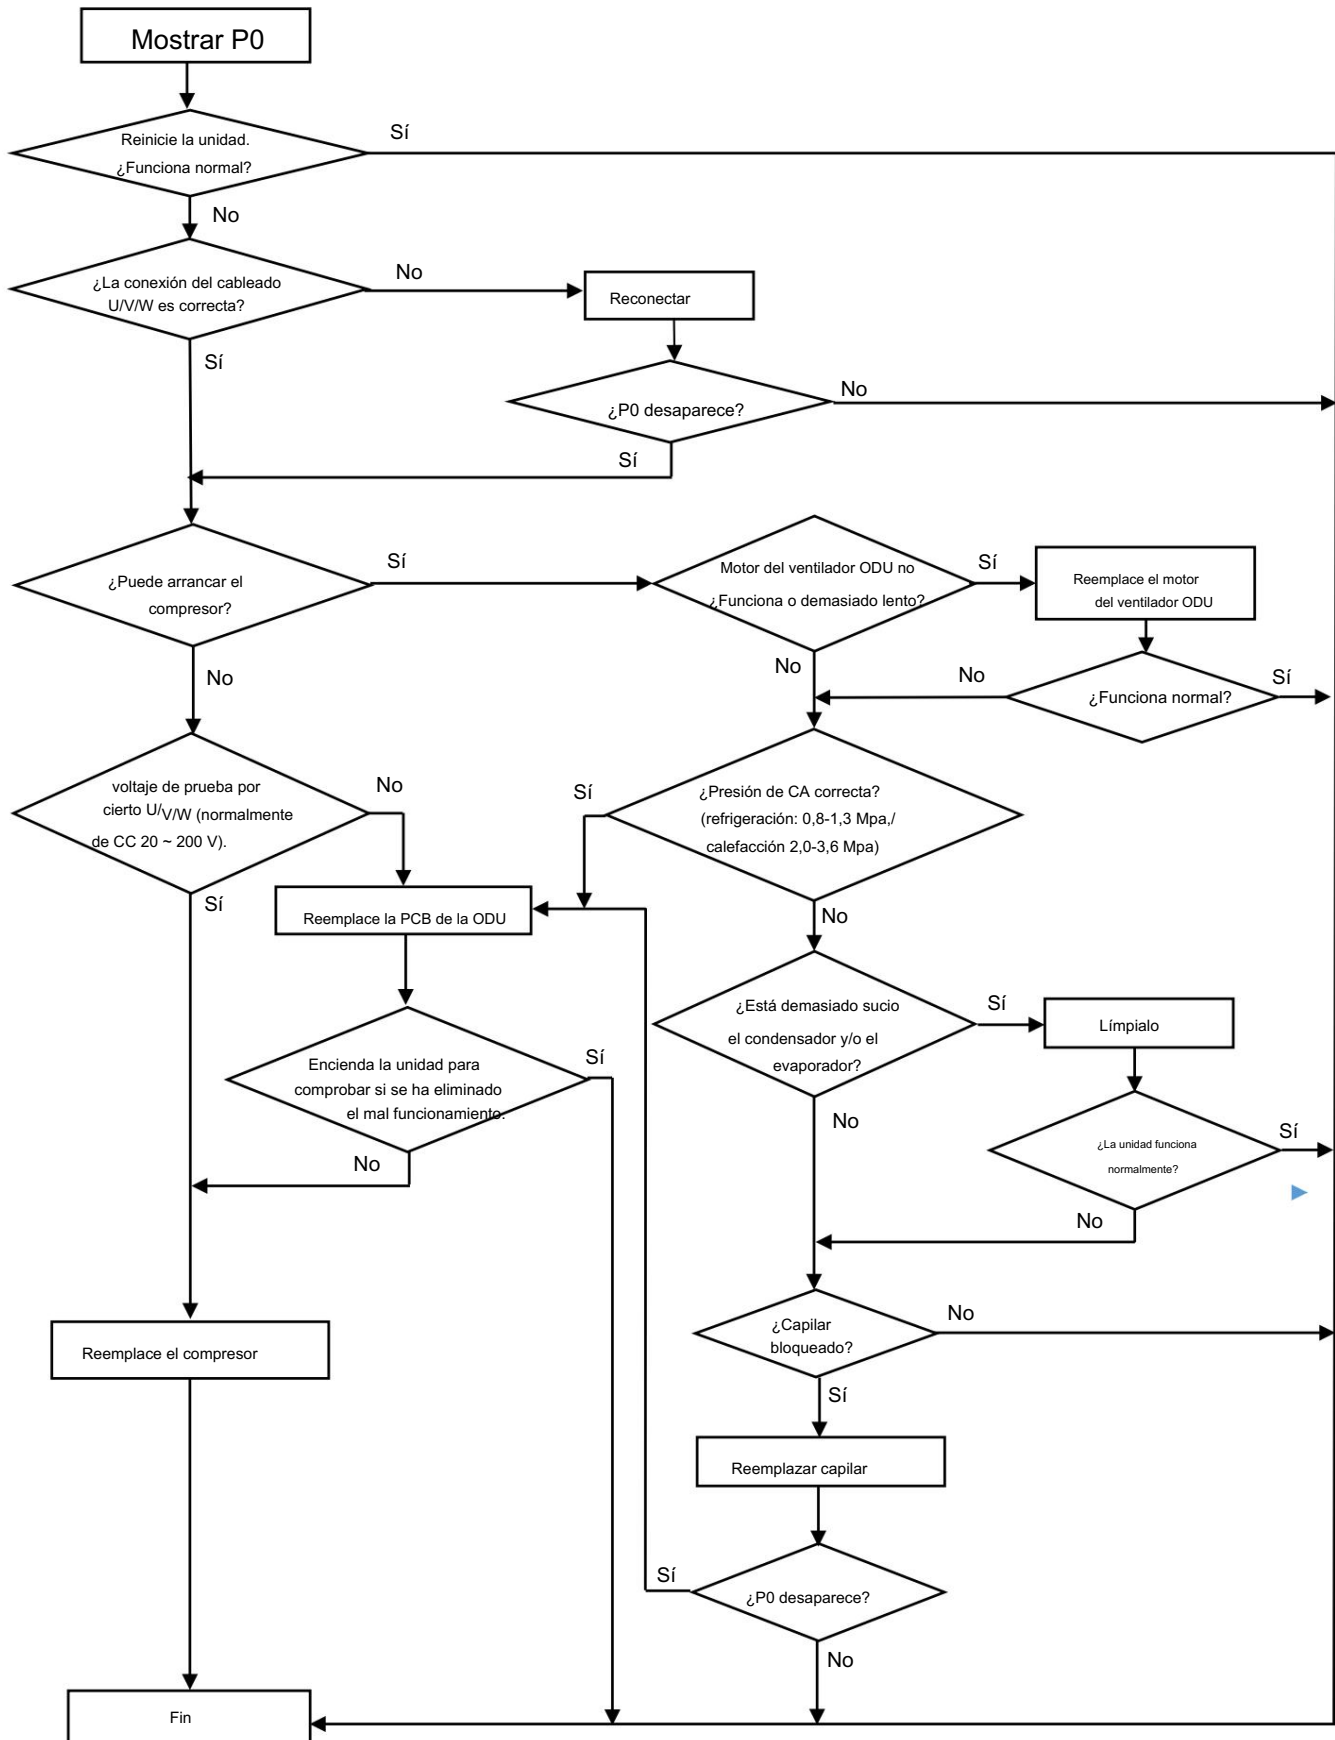 Mostrar P0
Reinicie la unidad.
¿Funciona normal?
Sí
No
¿La conexión del cableado
U/V/W es correcta?
No
Reconectar
Sí
¿P0 desaparece?
No
Sí
¿Puede arrancar el
compresor?
Sí
Motor del ventilador ODU no
¿Funciona o demasiado lento?
Sí
Reemplace el motor
del ventilador ODU
No
No
No
¿Funciona normal?
Sí
voltaje de prueba por
cierto U/V/W (normalmente
de CC 20 ~ 200 V).
No
Sí
¿Presión de CA correcta?
(refrigeración: 0,8-1,3 Mpa,/
calefacción 2,0-3,6 Mpa)
Sí
Reemplace la PCB de la ODU
No
¿Está demasiado sucio
el condensador y/o el
evaporador?
Sí
Límpialo
Encienda la unidad para
comprobar si se ha eliminado
el mal funcionamiento.
Sí
No
No
¿La unidad funciona
normalmente?
Sí
No
¿Capilar
bloqueado?
No
Reemplace el compresor
Sí
Reemplazar capilar
Sí
¿P0 desaparece?
No
Fin